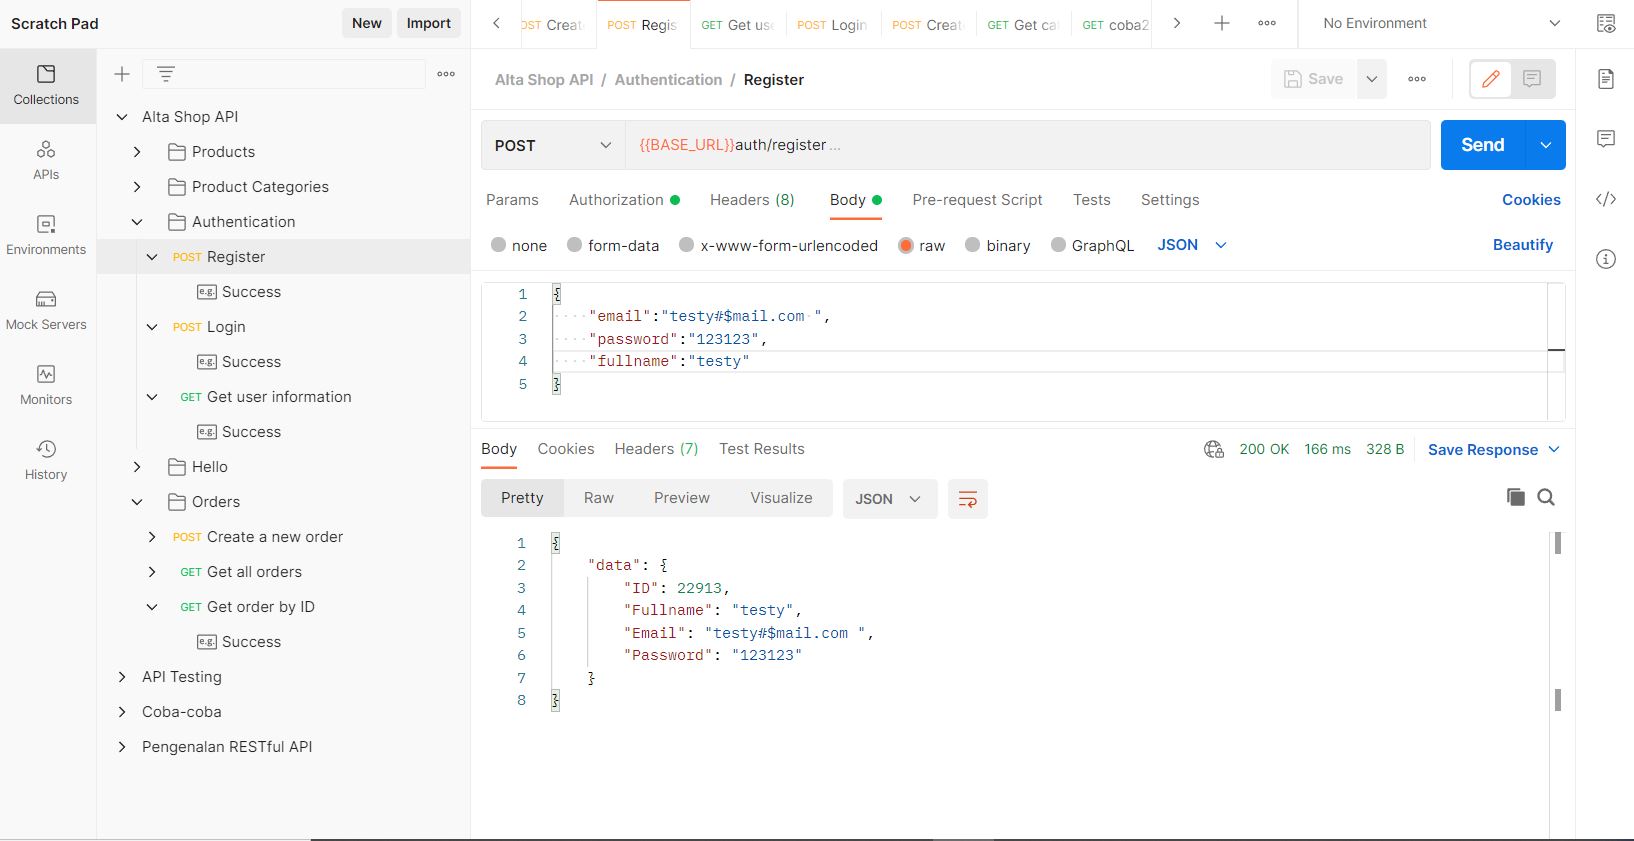 Scratch Pad
New
Import
Collections
APIs
Environments
Mock Servers
Monitors
History
Alta Shop API
Products
Product Categories
Authentication
POST Register
e.g. Success
POST Login
e.g. Success
GET Get user information
e.g. Success
Hello
Orders
POST Create a new order
GET Get all orders
GET Get order by ID
e.g. Success
API Testing
Coba-coba
Pengenalan RESTful API
OST Create
POST Regis
GET Get use
POST Login
POST Create
GET Get ca
GET coba2
No Environment
Alta Shop API / Authentication / Register
Save
POST
{{BASE_URL}}auth/register ...
Send
Params Authorization Headers (8) Body Pre-request Script Tests Settings Cookies
none form-data x-www-form-urlencoded raw binary GraphQL JSON Beautify
1 {
2 "email":"testy#$mail.com ",
3 "password":"123123",
4 "fullname":"testy"
5 }
Body Cookies Headers (7) Test Results 200 OK 166 ms 328 B Save Response
Pretty Raw Preview Visualize JSON
1 {
2 "data": {
3 "ID": 22913,
4 "Fullname": "testy",
5 "Email": "testy#$mail.com ",
6 "Password": "123123"
7 }
8 }